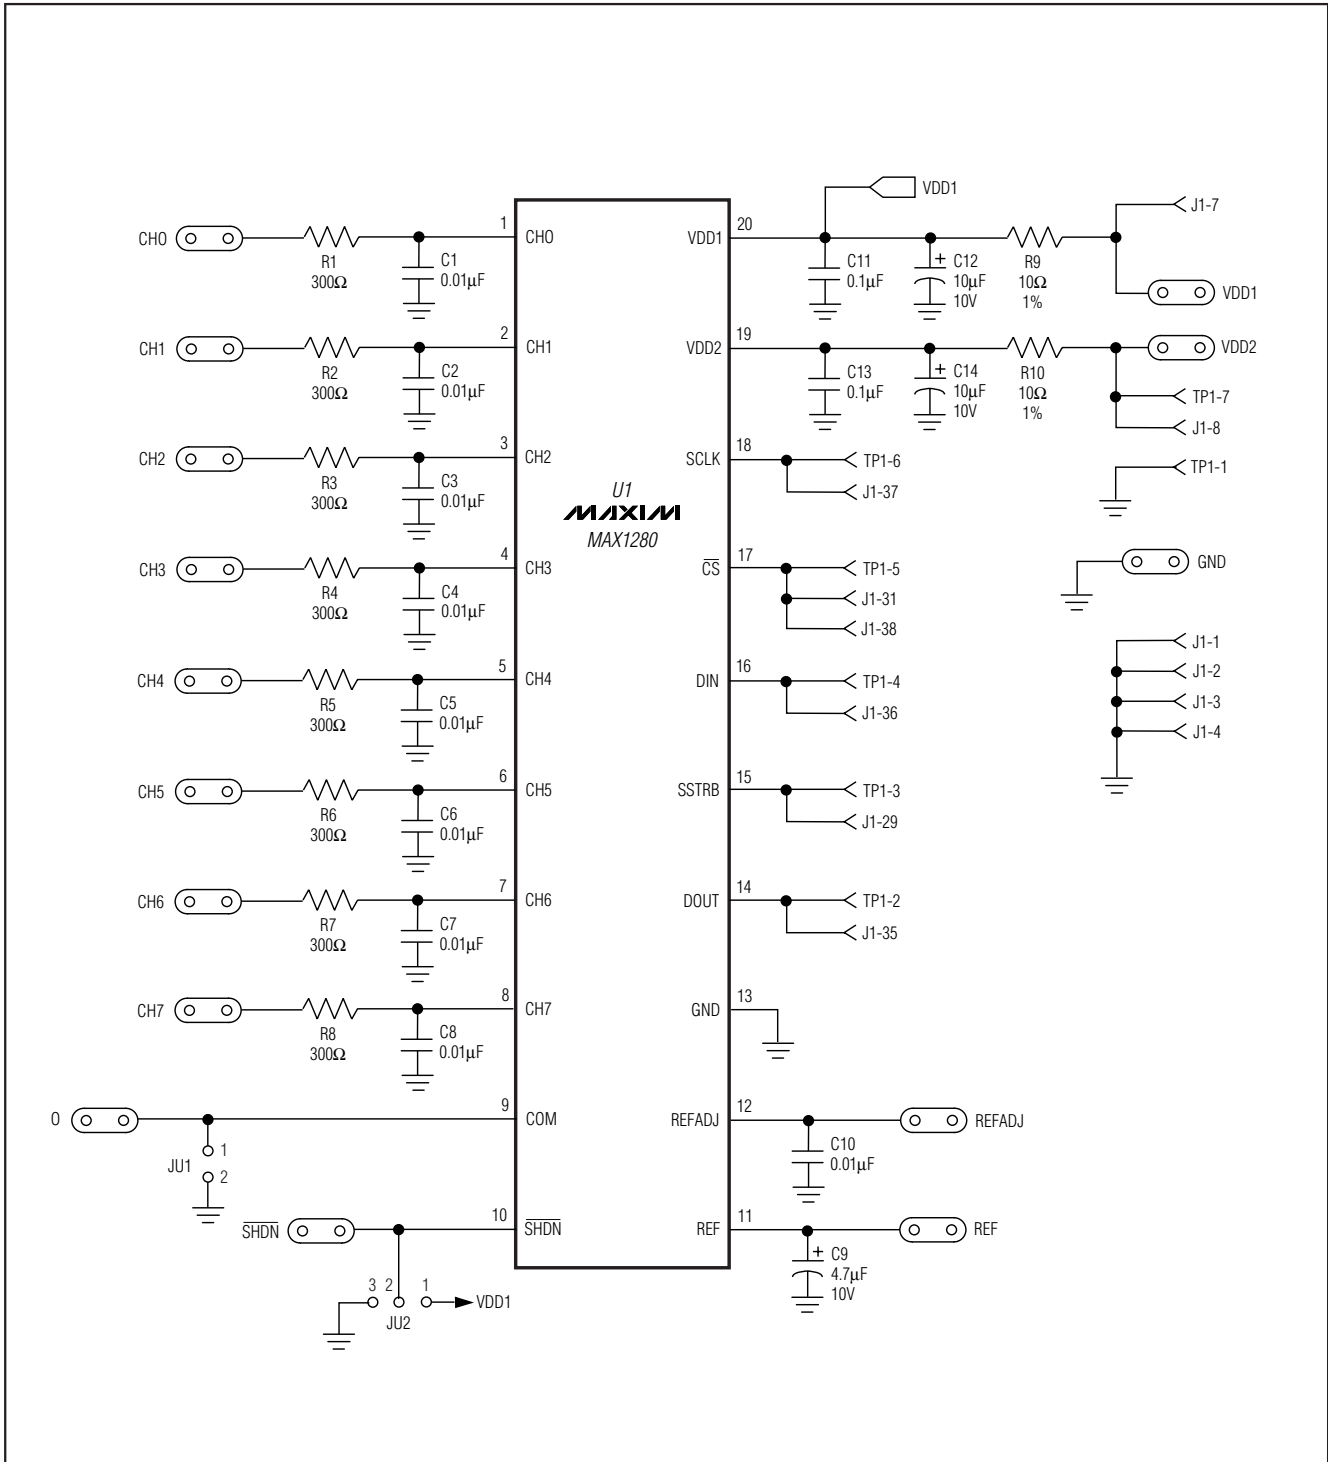 VDD1
J1-7
CH0
R1
300Ω
C1
0.01µF
1
CH0
VDD1
20
C11
0.1µF
+
C12
10µF
10V
R9
10Ω
1%
VDD1
CH1
R2
300Ω
C2
0.01µF
2
CH1
VDD2
19
C13
0.1µF
+
C14
10µF
10V
R10
10Ω
1%
VDD2
TP1-7
J1-8
TP1-1
CH2
R3
300Ω
C3
0.01µF
3
CH2
SCLK
18
TP1-6
J1-37
U1
MAXIM
MAX1280
CH3
R4
300Ω
C4
0.01µF
4
CH3
CS
17
TP1-5
J1-31
J1-38
GND
J1-1
J1-2
J1-3
J1-4
CH4
R5
300Ω
C5
0.01µF
5
CH4
DIN
16
TP1-4
J1-36
CH5
R6
300Ω
C6
0.01µF
6
CH5
SSTRB
15
TP1-3
J1-29
CH6
R7
300Ω
C7
0.01µF
7
CH6
DOUT
14
TP1-2
J1-35
CH7
R8
300Ω
C8
0.01µF
8
CH7
GND
13
0
9
COM
JU1
1
2
REFADJ
12
C10
0.01µF
REFADJ
SHDN
10
SHDN
3 2 1
VDD1
JU2
REF
11
+
C9
4.7µF
10V
REF